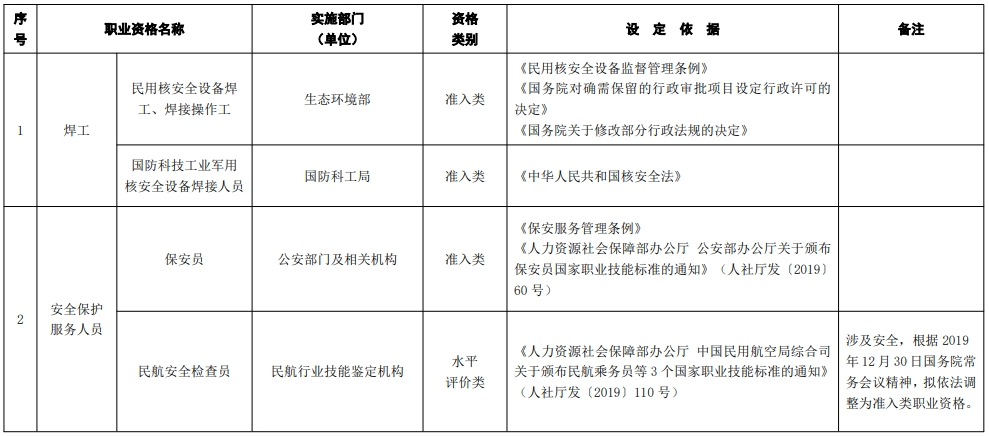 序号 职业资格名称 实施部门（单位） 资格类别 设 定 依 据 备注
1
焊工
民用核安全设备焊
工、焊接操作工
生态环境部
准入类
《民用核安全设备监督管理条例》
《国务院对确需保留的行政审批项目设定行政许可的
决定》
《国务院关于修改部分行政法规的决定》
国防科技工业军用
核安全设备焊接人员
国防科工局
准入类
《中华人民共和国核安全法》
2
安全保护
服务人员
保安员
公安部门及相关机构
准入类
《保安服务管理条例》
《人力资源社会保障部办公厅 公安部办公厅关于颁布
保安员国家职业技能标准的通知》（人社厅发〔2019〕
60 号）
民航安全检查员
民航行业技能鉴定机构
水平
评价类
《人力资源社会保障部办公厅 中国民用航空局综合司
关于颁布民航乘务员等 3 个国家职业技能标准的通知》
（人社厅发〔2019〕110 号）
涉及安全，根据 2019
年 12 月 30 日国务院常
务会议精神，拟依法调
整为准入类职业资格。